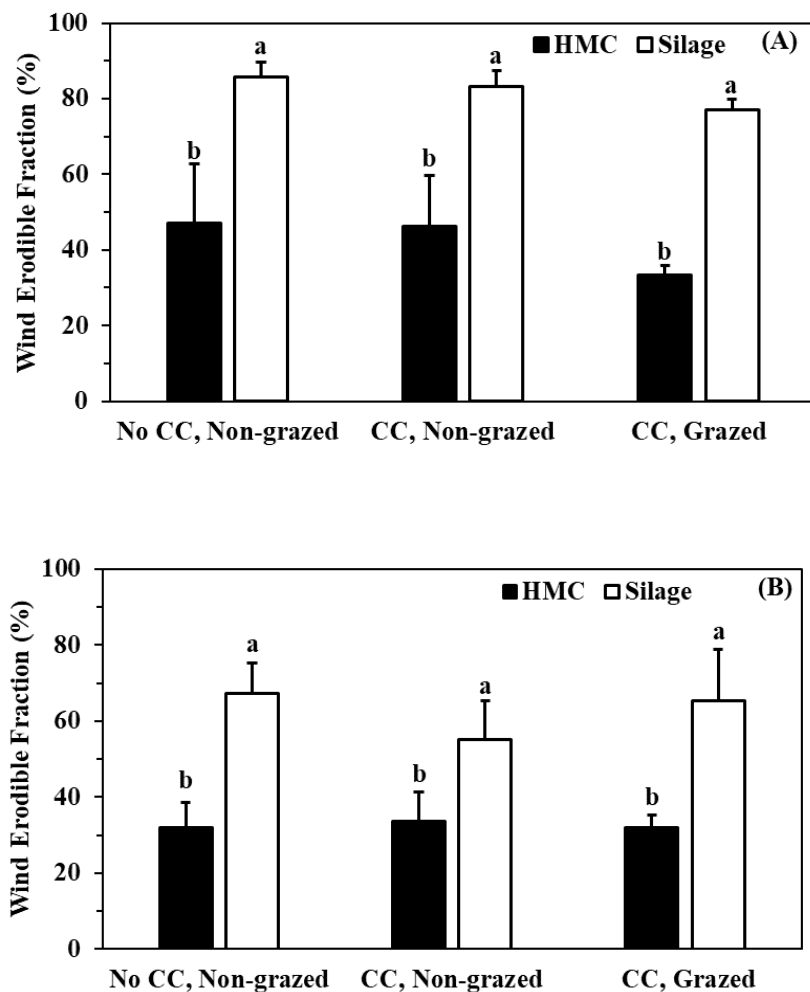 100
80
60
40
20
0
Wind Erodible Fraction (%)
HMC Silage
(A)
b a b a b a
No CC, Non-grazed CC, Non-grazed CC, Grazed
100
80
60
40
20
0
Wind Erodible Fraction (%)
HMC Silage
(B)
b a b a b a
No CC, Non-grazed CC, Non-grazed CC, Grazed